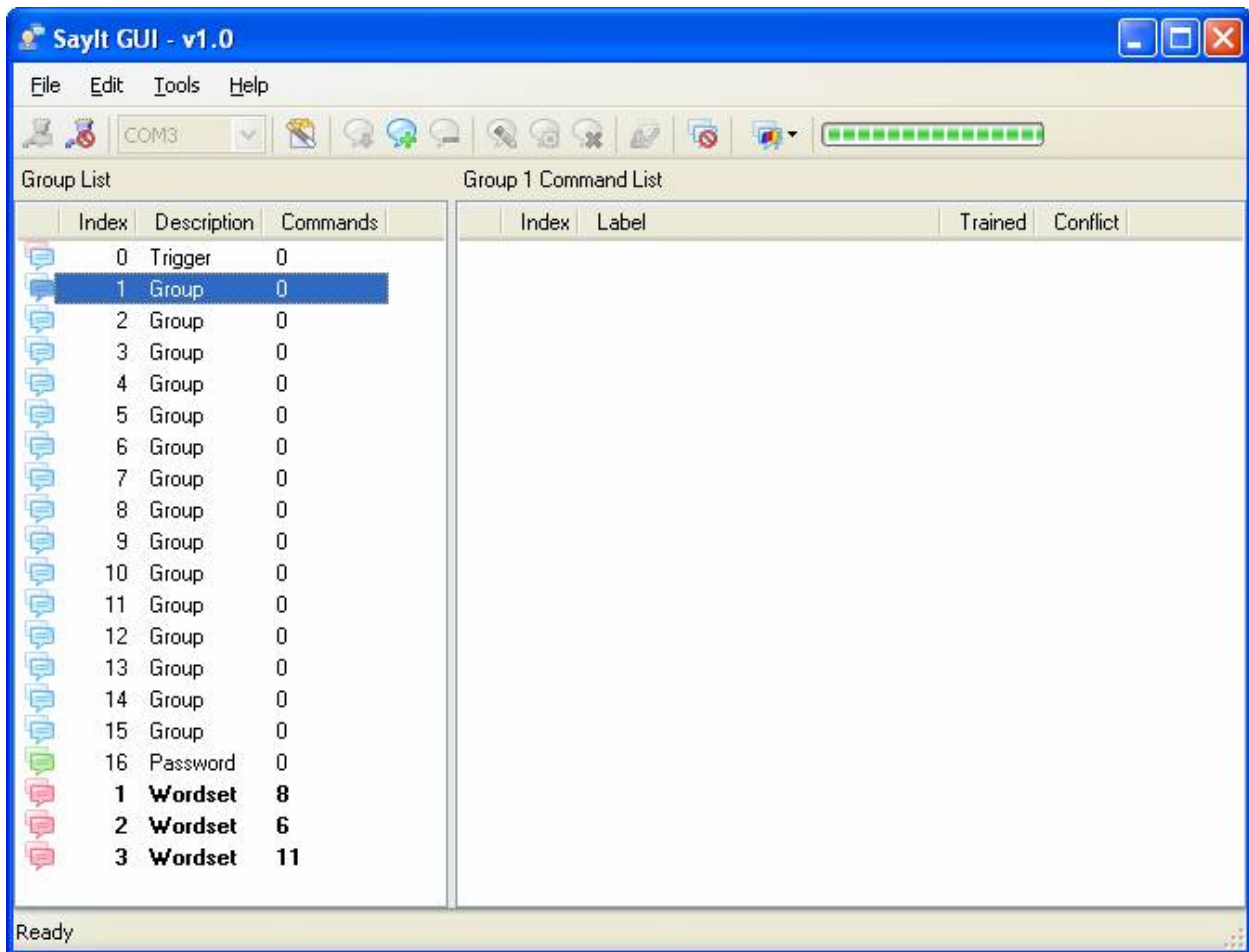 SayIt GUI - v1.0
File Edit Tools Help
COM3
Group List
Group 1 Command List
Index Description Commands
Index Label Trained Conflict
0 Trigger 0
1 Group 0
2 Group 0
3 Group 0
4 Group 0
5 Group 0
6 Group 0
7 Group 0
8 Group 0
9 Group 0
10 Group 0
11 Group 0
12 Group 0
13 Group 0
14 Group 0
15 Group 0
16 Password 0
1 Wordset 8
2 Wordset 6
3 Wordset 11
Ready